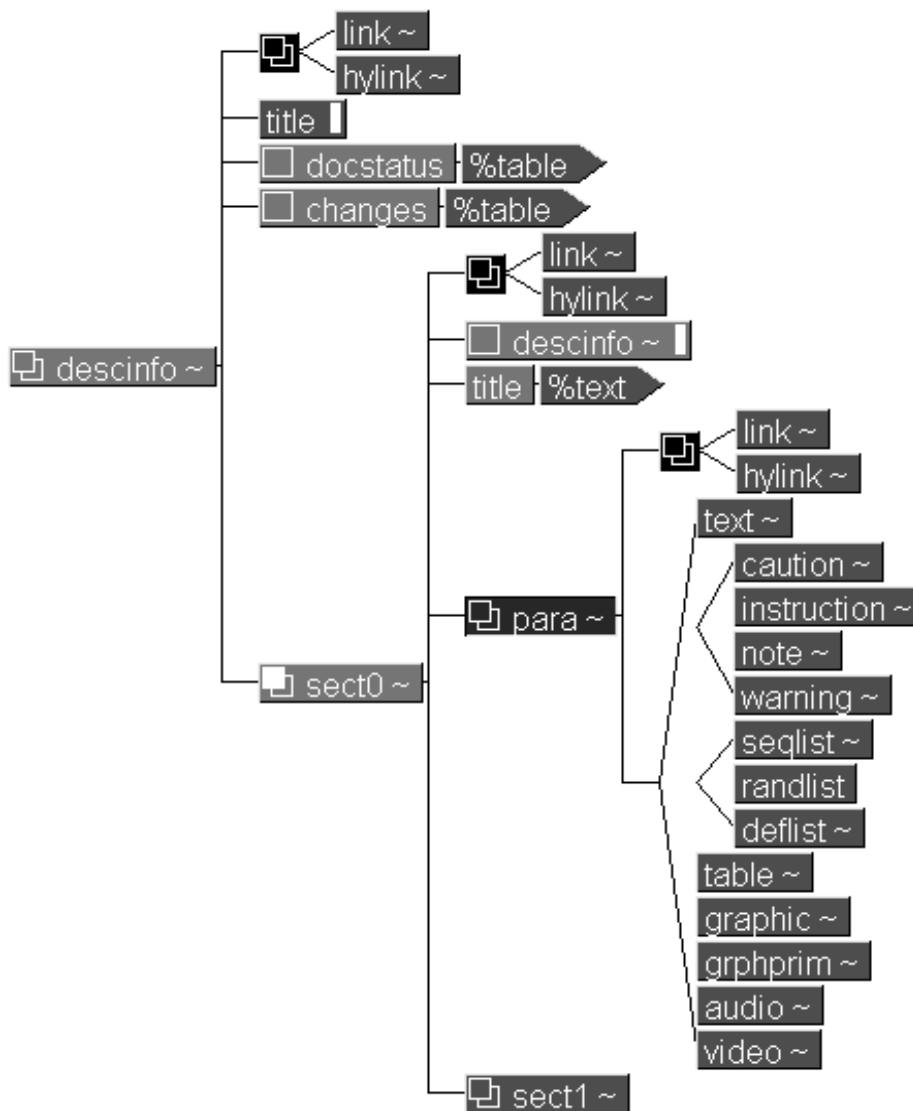 link ~
hylink ~
title
docstatus %table
changes %table
link ~
hylink ~
descinfo ~
descinfo ~
title %text
link ~
hylink ~
text ~
caution ~
instruction ~
para ~
note ~
sect0 ~
warning ~
seqlist ~
randlist
deflist ~
table ~
graphic ~
grphprim ~
audio ~
video ~
sect1 ~